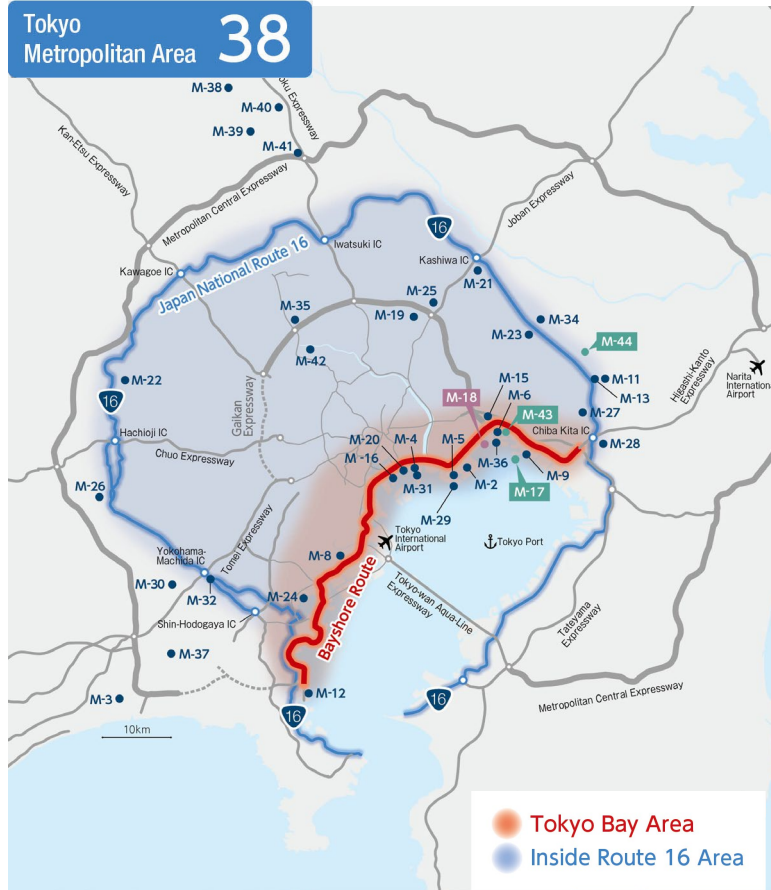 Tokyo
Metropolitan Area 38
M-38
M-40
oku Expressway
M-39
M-41
Kan-Etsu Expressway
Metropolitan Central Expressway
Joban Expressway
16
Iwatsuki IC
Kashiwa IC
Kawagoe IC
Japan National Route 16
M-21
M-25
M-35
M-19
M-34
M-23
M-42
M-44
Higashi-Kanto
Expressway
Narita
Internation
Airport
M-22
M-15
M-11
M-18
M-6
M-13
16
Gaikan
Expressway
M-43
M-27
Hachioji IC
Chiba Kita IC
M-20
M-4
M-5
M-28
Chuo Expressway
M -16
M-36
M-9
M-31
M-2
M-26
M-17
M-29
Tomei Expressway
Tokyo
International
Airport
Tokyo Port
Yokohama-
Machida IC
M-8
M-30
M-32
M-24
Bayshore Route
Tokyo-wan Aqua-Line
Expressway
Shin-Hodogaya IC
Tateyama
Expressway
M-37
M-3
M-12
16
16
Metropolitan Central Expressway
10km
Tokyo Bay Area
Inside Route 16 Area